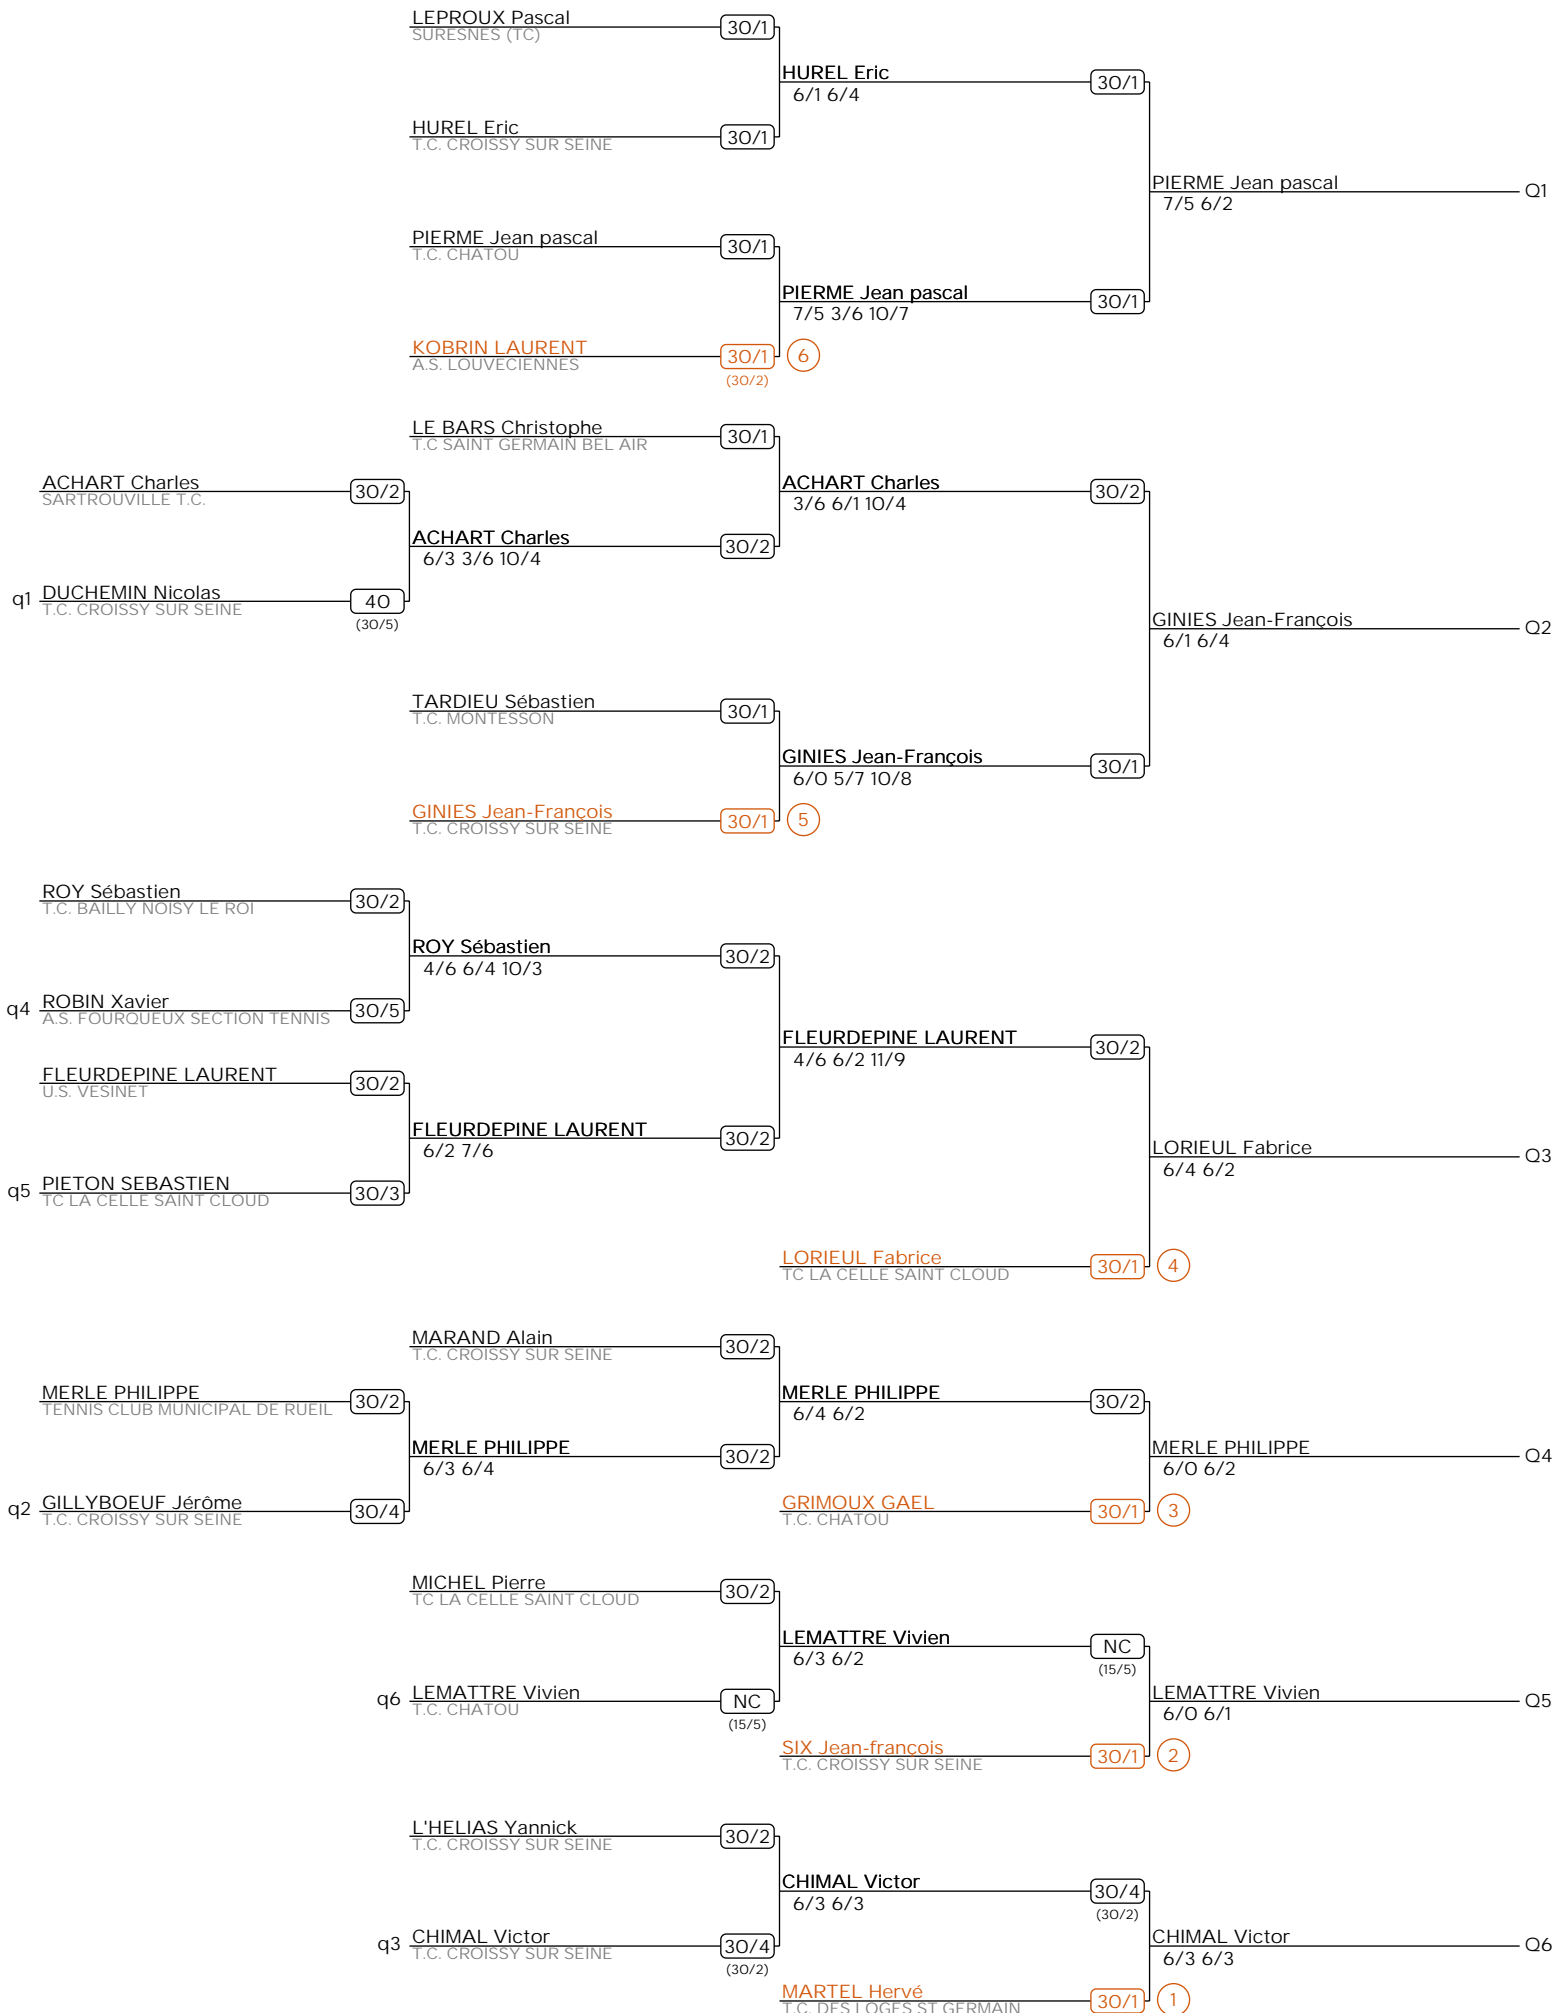 LEPROUX Pascal
SURESNES (TC)
30/1
HUREL Eric
6/1 6/4
30/1
HUREL Eric
T.C. CROISSY SUR SEINE
30/1
PIERME Jean pascal
7/5 6/2
Q1
PIERME Jean pascal
T.C. CHATOU
30/1
PIERME Jean pascal
7/5 3/6 10/7
30/1
KOBRIN LAURENT
A.S. LOUVECIENNES
30/1
(30/2)
6
LE BARS Christophe
T.C SAINT GERMAIN BEL AIR
30/1
ACHART Charles
SARTROUVILLE T.C.
30/2
ACHART Charles
3/6 6/1 10/4
30/2
ACHART Charles
6/3 3/6 10/4
30/2
q1
DUCHEMIN Nicolas
T.C. CROISSY SUR SEINE
40
(30/5)
GINIES Jean-François
6/1 6/4
Q2
TARDIEU Sébastien
T.C. MONTESSON
30/1
GINIES Jean-François
6/0 5/7 10/8
30/1
GINIES Jean-François
T.C. CROISSY SUR SEINE
30/1
5
ROY Sébastien
T.C. BAILLY NOISY LE ROI
30/2
ROY Sébastien
4/6 6/4 10/3
30/2
q4
ROBIN Xavier
A.S. FOURQUEUX SECTION TENNIS
30/5
FLEURDEPINE LAURENT
4/6 6/2 11/9
30/2
FLEURDEPINE LAURENT
U.S. VESINET
30/2
FLEURDEPINE LAURENT
6/2 7/6
30/2
LORIEUL Fabrice
6/4 6/2
Q3
q5
PIETON SEBASTIEN
TC LA CELLE SAINT CLOUD
30/3
LORIEUL Fabrice
TC LA CELLE SAINT CLOUD
30/1
4
MARAND Alain
T.C. CROISSY SUR SEINE
30/2
MERLE PHILIPPE
TENNIS CLUB MUNICIPAL DE RUEIL
30/2
MERLE PHILIPPE
6/4 6/2
30/2
MERLE PHILIPPE
6/3 6/4
30/2
MERLE PHILIPPE
6/0 6/2
Q4
q2
GILLYBOEUF Jérôme
T.C. CROISSY SUR SEINE
30/4
GRIMOUX GAEL
T.C. CHATOU
30/1
3
MICHEL Pierre
TC LA CELLE SAINT CLOUD
30/2
LEMATTRE Vivien
6/3 6/2
NC
(15/5)
q6
LEMATTRE Vivien
T.C. CHATOU
NC
(15/5)
LEMATTRE Vivien
6/0 6/1
Q5
SIX Jean-françois
T.C. CROISSY SUR SEINE
30/1
2
L'HELIAS Yannick
T.C. CROISSY SUR SEINE
30/2
CHIMAL Victor
6/3 6/3
30/4
(30/2)
q3
CHIMAL Victor
T.C. CROISSY SUR SEINE
30/4
(30/2)
CHIMAL Victor
6/3 6/3
Q6
MARTEL Hervé
T.C. DES LOGES ST GERMAIN
30/1
1